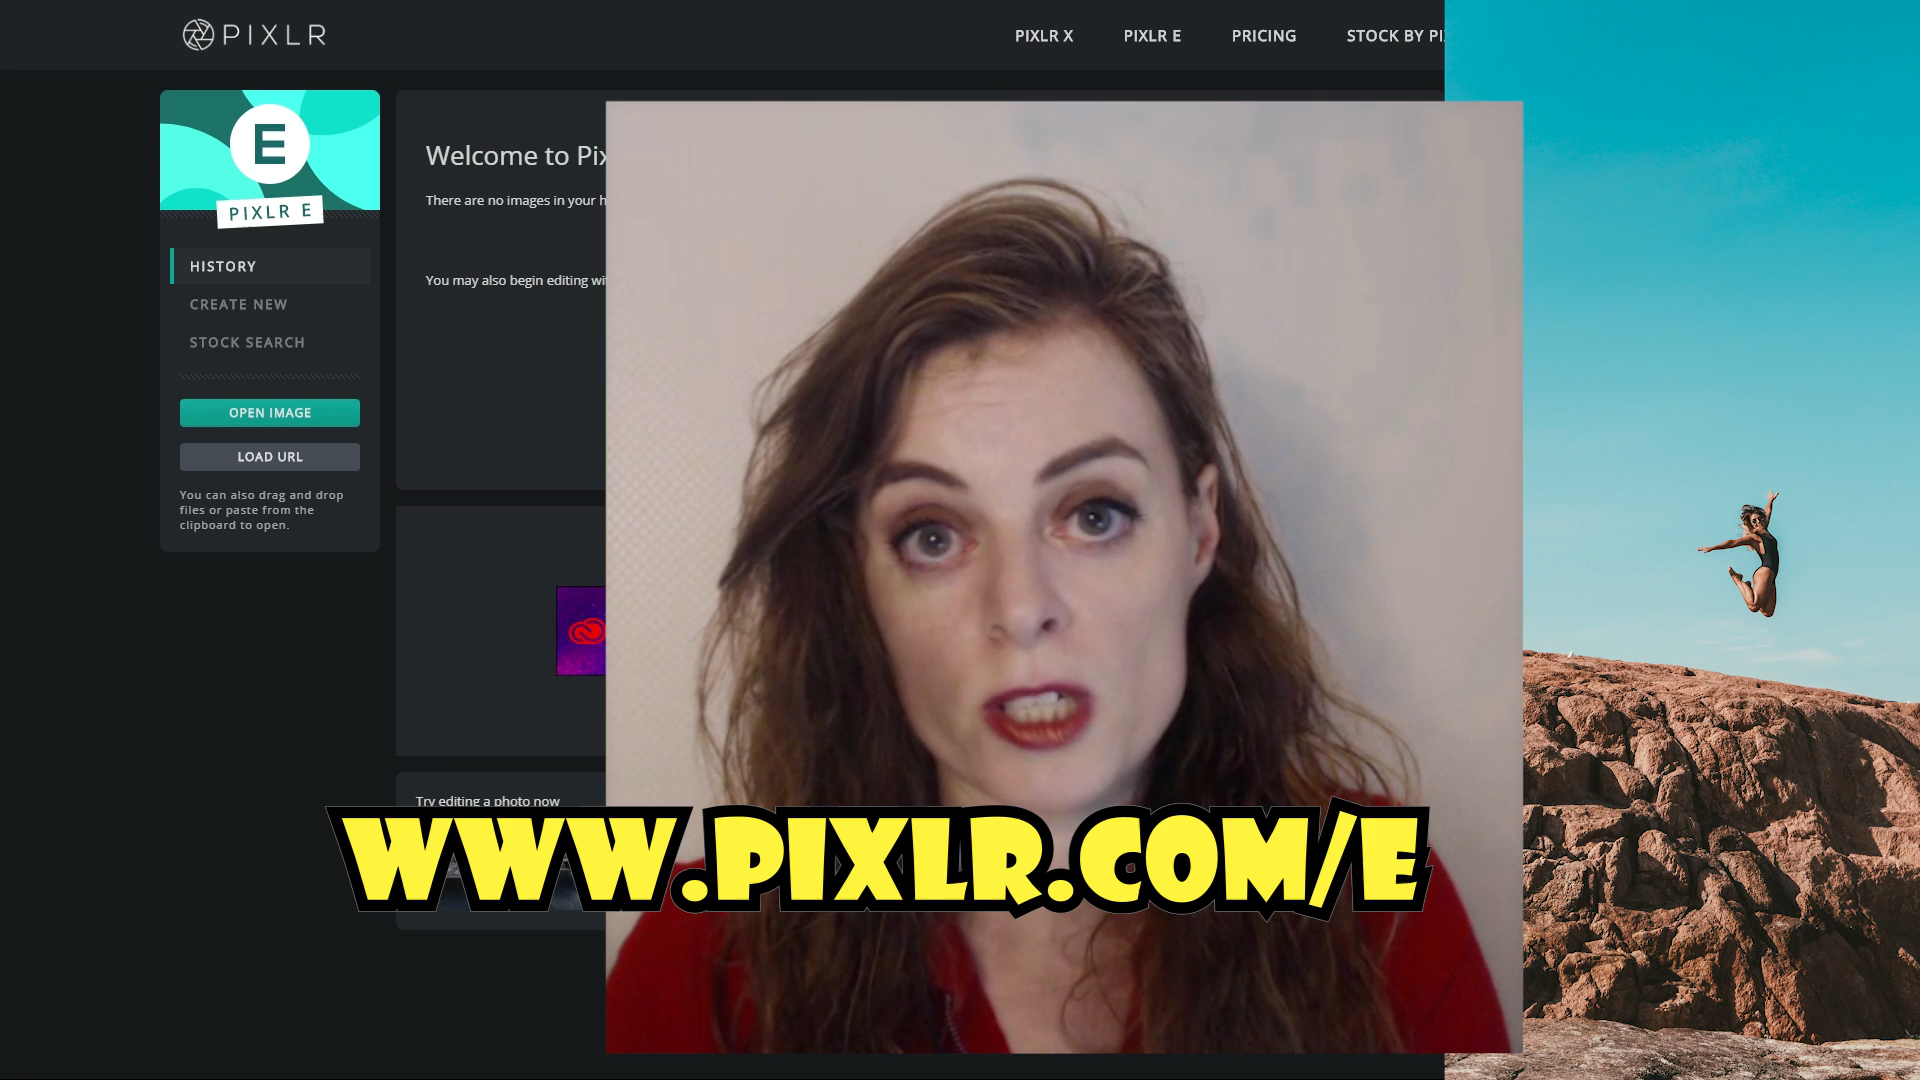 PIXLR
PIXLR X
PIXLR E
PRICING
STOCK BY PI
E
PIXLR E
HISTORY
CREATE NEW
STOCK SEARCH
OPEN IMAGE
LOAD URL
You can also drag and drop
files or paste from the
clipboard to open.
Welcome to Pix
There are no images in your h
You may also begin editing wi
Try editing a photo now
WWW.PIXLR.COM/E